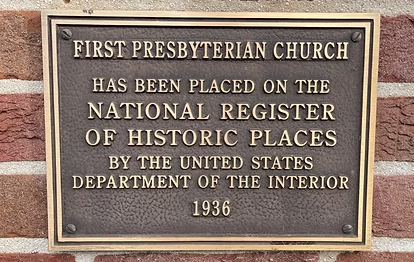 FIRST PRESBYTERIAN CHURCH
HAS BEEN PLACED ON THE
NATIONAL REGISTER
OF HISTORIC PLACES
BY THE UNITED STATES
DEPARTMENT OF THE INTERIOR
1936